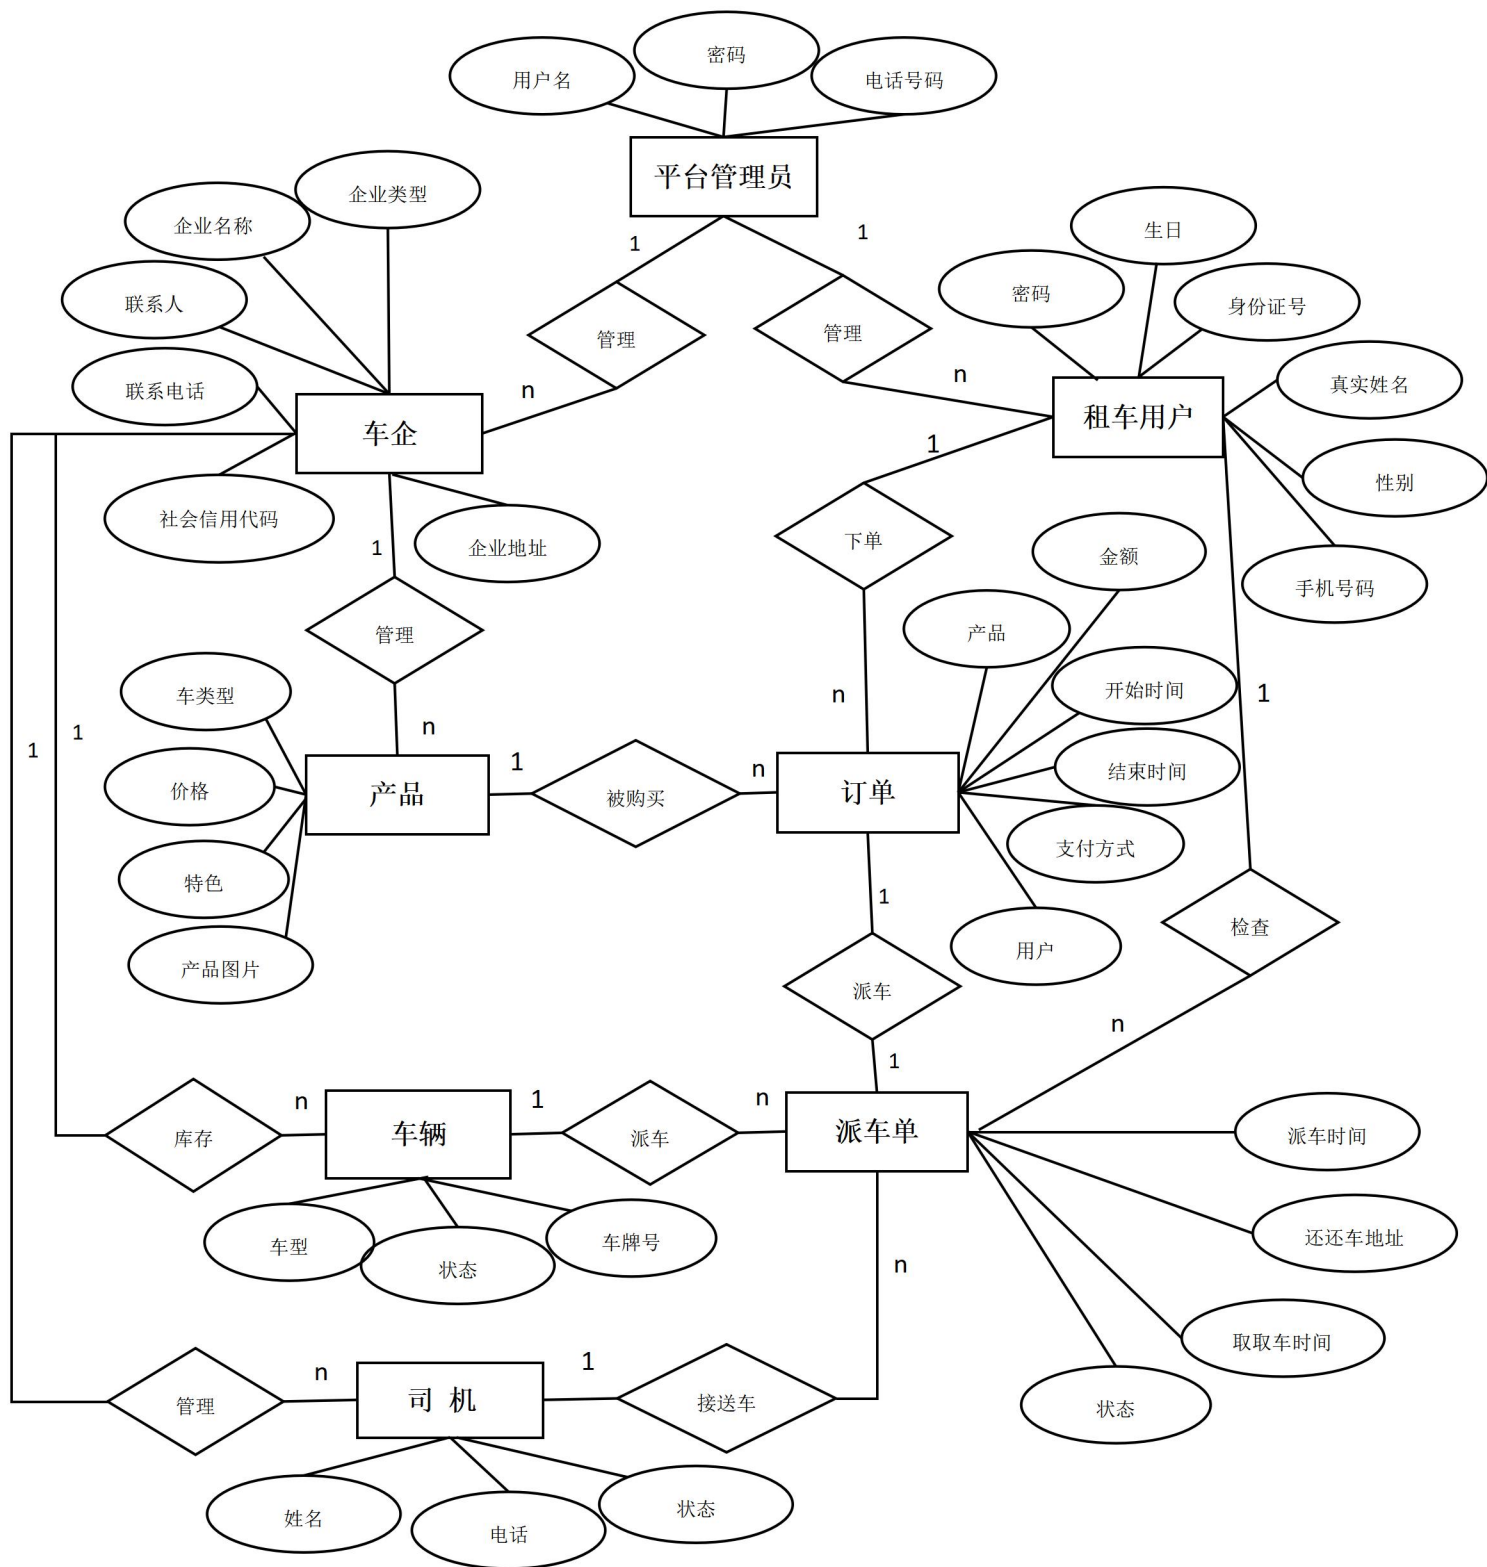 密码
用户名
电话号码
平台管理员
企业类型
企业名称
生日
1
1
密码
联系人
身份证号
管理
管理
联系电话
n
n
真实姓名
车企
租车用户
1
性别
社会信用代码
下单
1
企业地址
金额
手机号码
管理
产品
车类型
开始时间
n
n
1
1
1
1
n
结束时间
价格
产品
被购买
订单
支付方式
特色
1
检查
用户
产品图片
派车
n
1
n
1
n
库存
车辆
派车
派车单
派车时间
车型
状态
车牌号
还还车地址
n
取取车时间
n
1
管理
司 机
接送车
状态
姓名
电话
状态